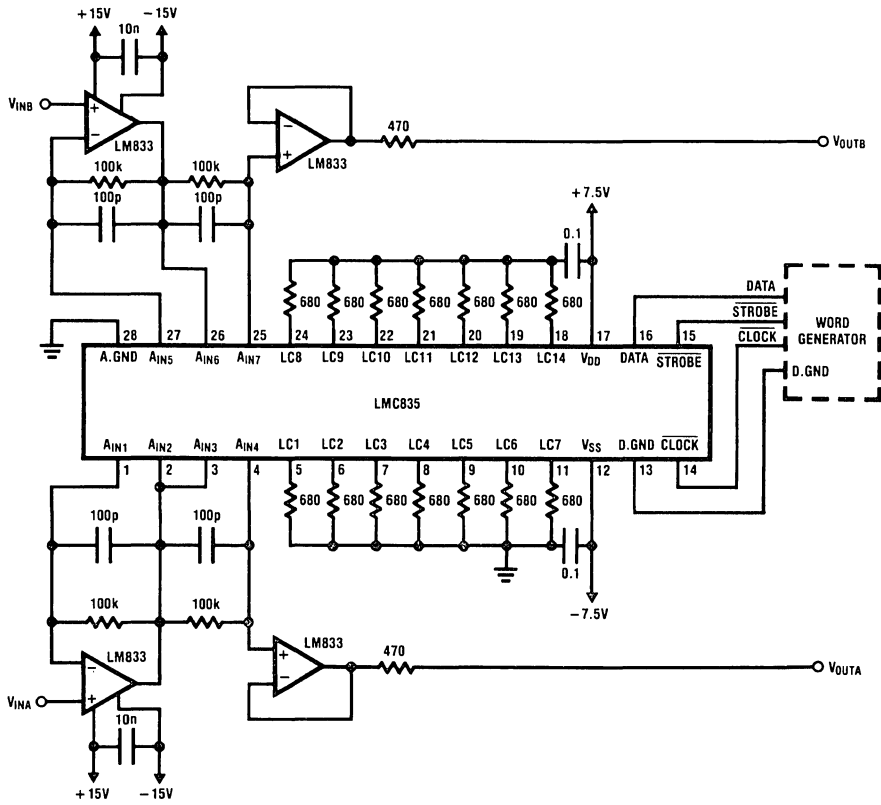 +15V -15V
10n
VINB + - LM833
- + LM833 470 VOUTB
100k 100k
100p 100p
+7.5V
0.1
680 680 680 680 680 680 680
DATA
STROBE
CLOCK
D.GND
WORD
GENERATOR
28 27 26 25 24 23 22 21 20 19 18 17 16 15
A.GND AIN5 AIN6 AIN7 LC8 LC9 LC10 LC11 LC12 LC13 LC14 VDD DATA STROBE
LMC835
AIN1 AIN2 AIN3 AIN4 LC1 LC2 LC3 LC4 LC5 LC6 LC7 VSS D.GND CLOCK
1 2 3 4 5 6 7 8 9 10 11 12 13 14
680 680 680 680 680 680 680
100p 100p
0.1
-7.5V
100k 100k
LM833 - +
+ - LM833 470 VOUTA
VINA
10n
+15V -15V